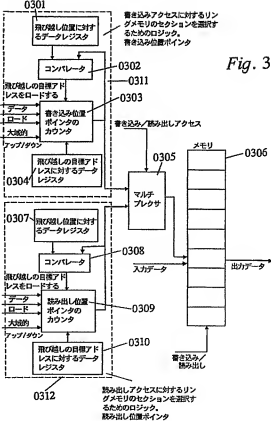 0301
飛び越し位置に対す
るデータレジスタ
書き込みアクセスに対するリン
グメモリのセクションを選択す
るためのロジック。
書き込み位置ポインタ
コンパレータ
0302
0311
Fig. 3
飛び越しの目標アド
レスをロードする
データ
ロード
大域的
アップ/ダウン
書き込み位置
ポインタの
カウンタ
0303
書き込み/読み出しアクセス
0304
飛び越しの目標アド
レスに対するデータ
レジスタ
0305
マルチ
プレクサ
メモリ
0306
0307
飛び越し位置に対す
るデータレジスタ
コンパレータ
0308
飛び越しの目標アド
レスをロードする
データ
ロード
大域的
アップ/ダウン
読み出し位置
ポインタの
カウンタ
0309
入力データ
出力データ
0310
飛び越しの目標アド
レスに対するデータ
レジスタ
書き込み/
読み出し
0312
読み出しアクセスに対するリン
グメモリのセクションを選択す
るためのロジック。
読み出し位置ポインタ